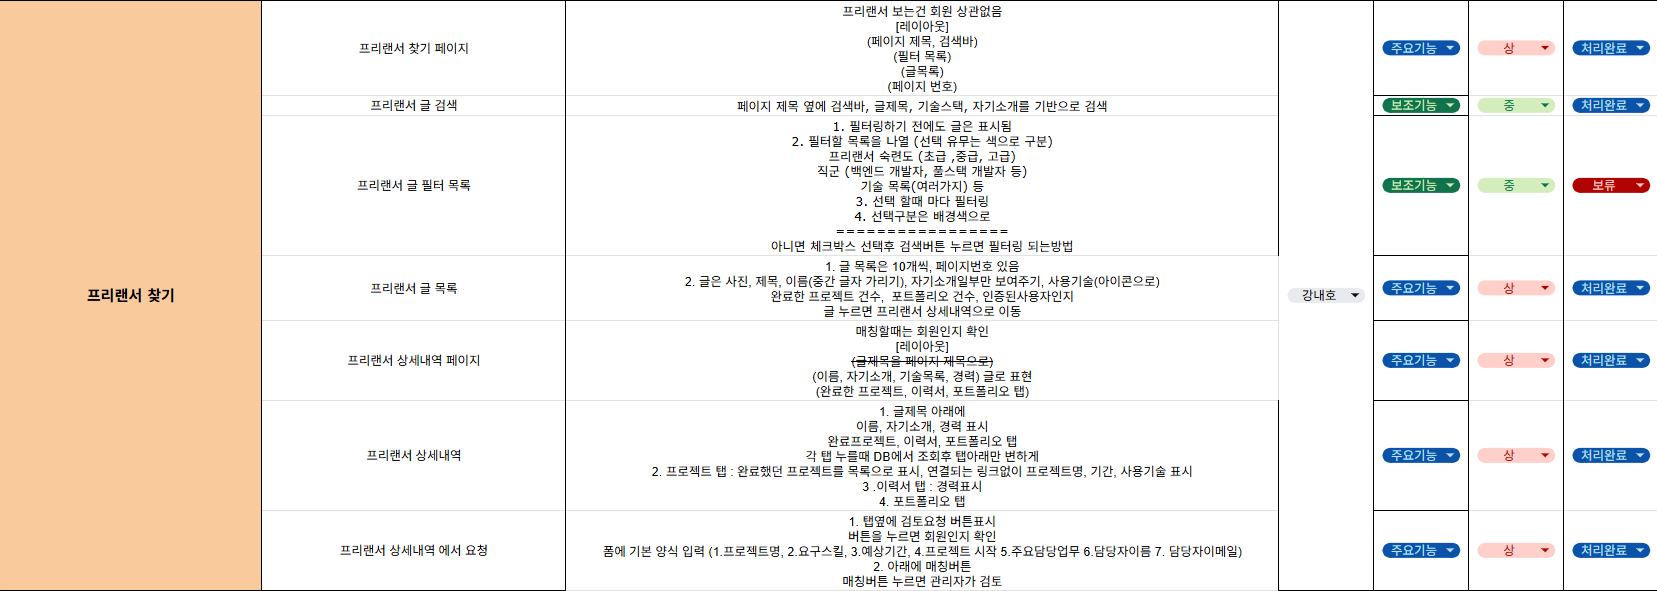 프리랜서 찾기
프리랜서 찾기 페이지
프리랜서 보는건 회원 상관없음
[레이아웃]
(페이지 제목, 검색바)
(필터 목록)
(글목록)
(페이지 번호)
주요기능
상
처리완료
프리랜서 글 검색
페이지 제목 옆에 검색바, 글제목, 기술스택, 자기소개를 기반으로 검색
보조기능
중
처리완료
프리랜서 글 필터 목록
1. 필터링하기 전에도 글은 표시됨
2. 필터할 목록을 나열 (선택 유무는 색으로 구분)
프리랜서 숙련도 (초급 ,중급, 고급)
직군 (백엔드 개발자, 풀스택 개발자 등)
기술 목록(여러가지) 등
3. 선택 할때 마다 필터링
4. 선택구분은 배경색으로
=================
아니면 체크박스 선택후 검색버튼 누르면 필터링 되는방법
보조기능
중
보류
프리랜서 글 목록
1. 글 목록은 10개씩, 페이지번호 있음
2. 글은 사진, 제목, 이름(중간 글자 가리기), 자기소개일부만 보여주기, 사용기술(아이콘으로)
완료한 프로젝트 건수, 포트폴리오 건수, 인증된사용자인지
글 누르면 프리랜서 상세내역으로 이동
강내호
주요기능
상
처리완료
프리랜서 상세내역 페이지
매칭할때는 회원인지 확인
[레이아웃]
(글제목을 페이지 제목으로)
(이름, 자기소개, 기술목록, 경력) 글로 표현
(완료한 프로젝트, 이력서, 포트폴리오 탭)
주요기능
상
처리완료
프리랜서 상세내역
1. 글제목 아래에
이름, 자기소개, 경력 표시
완료프로젝트, 이력서, 포트폴리오 탭
각 탭 누를때 DB에서 조회후 탭아래만 변하게
2. 프로젝트 탭 : 완료했던 프로젝트를 목록으로 표시, 연결되는 링크없이 프로젝트명, 기간, 사용기술 표시
3 .이력서 탭 : 경력표시
4. 포트폴리오 탭
주요기능
상
처리완료
프리랜서 상세내역 에서 요청
1. 탭옆에 검토요청 버튼표시
버튼을 누르면 회원인지 확인
폼에 기본 양식 입력 (1.프로젝트명, 2.요구스킬, 3.예상기간, 4.프로젝트 시작 5.주요담당업무 6.담당자이름 7. 담당자이메일)
2. 아래에 매칭버튼
매칭버튼 누르면 관리자가 검토
주요기능
상
처리완료